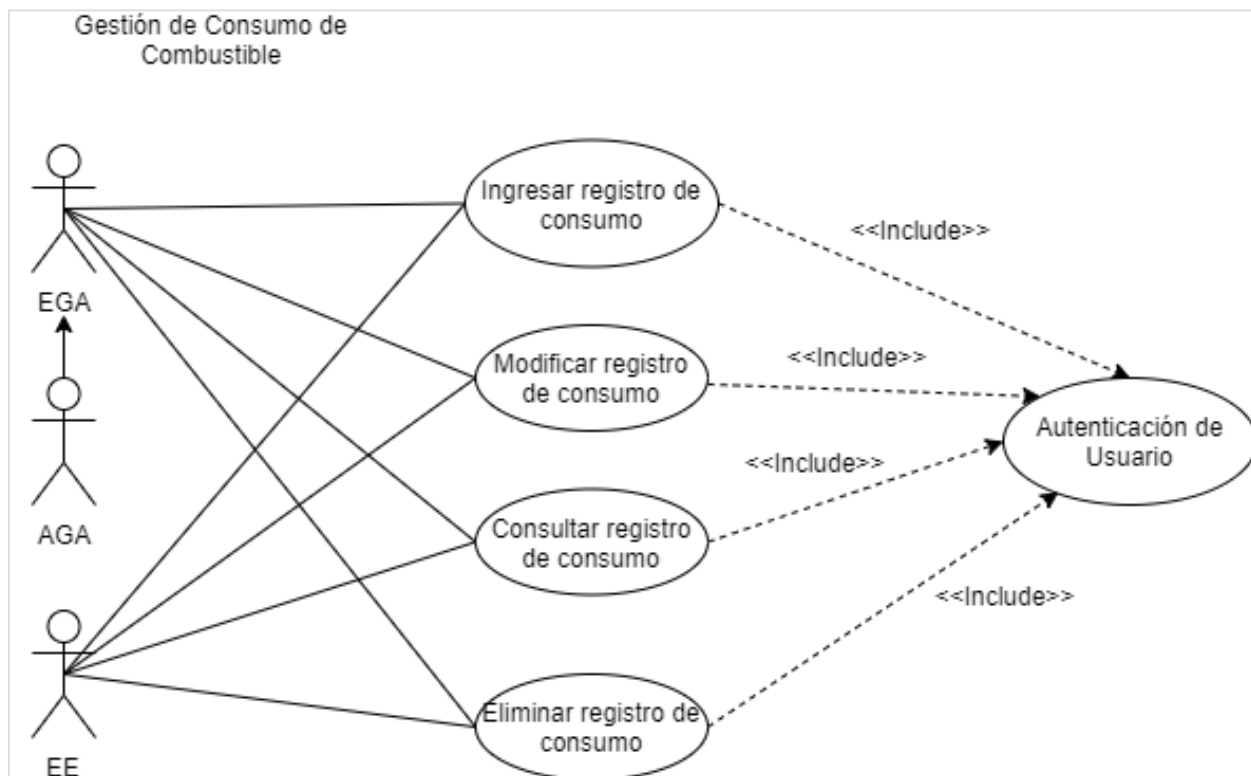 Gestión de Consumo de
Combustible
EGA
AGA
EE
Ingresar registro de
consumo
Modificar registro
de consumo
Consultar registro
de consumo
Eliminar registro de
consumo
<<Include>>
<<Include>>
<<Include>>
<<Include>>
Autenticación de
Usuario